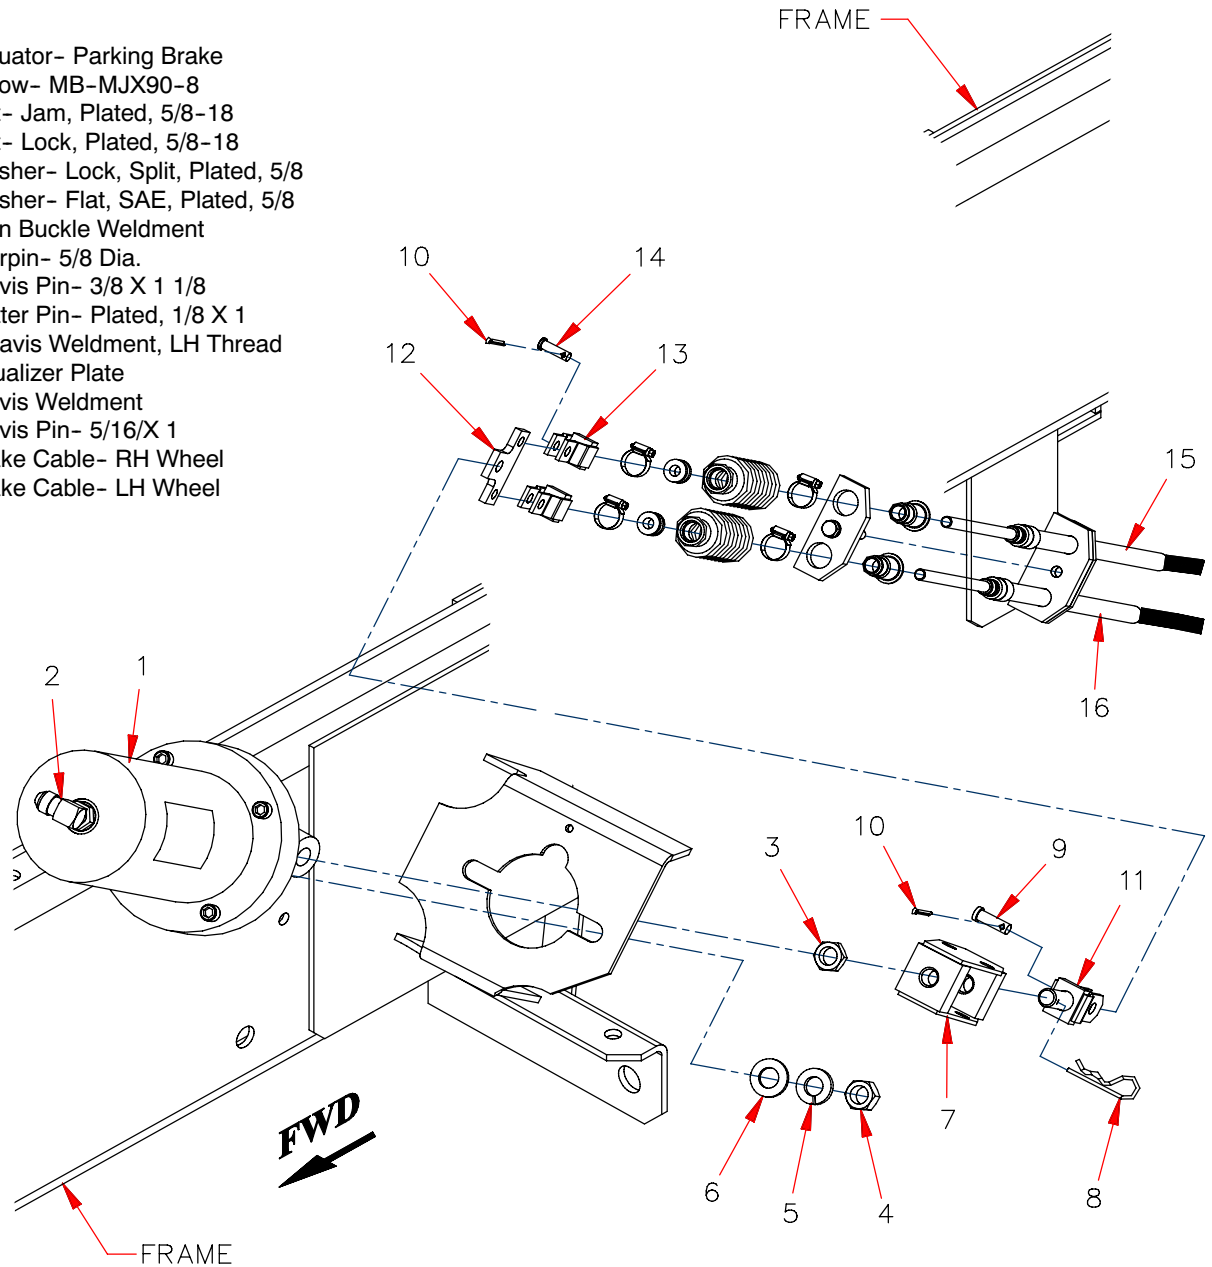 FRAME
uator- Parking Brake
ow- MB-MJX90-8
- Jam, Plated, 5/8-18
- Lock, Plated, 5/8-18
sher- Lock, Split, Plated, 5/8
sher- Flat, SAE, Plated, 5/8
n Buckle Weldment
rpin- 5/8 Dia.
vis Pin- 3/8 X 1 1/8
ter Pin- Plated, 1/8 X 1
avis Weldment, LH Thread
ualizer Plate
vis Weldment
vis Pin- 5/16/X 1
ke Cable- RH Wheel
ke Cable- LH Wheel
10
14
12
13
15
16
2
1
3
10
9
11
7
8
6
5
4
FWD
FRAME